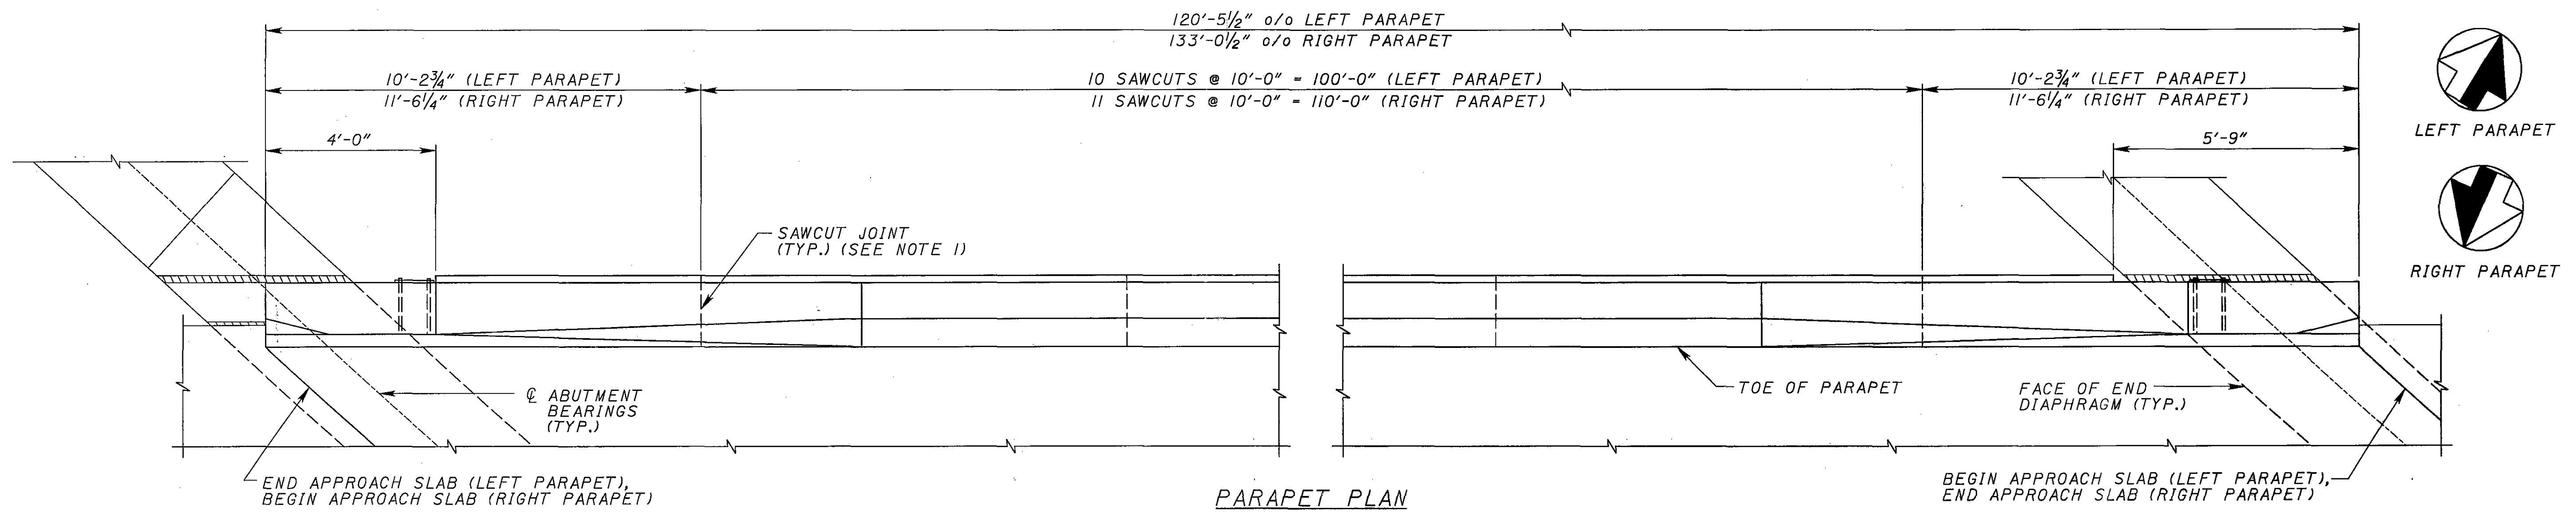 120'-5½" o/o LEFT PARAPET
133'-0½" o/o RIGHT PARAPET
10'-2¾" (LEFT PARAPET)
11'-6¼" (RIGHT PARAPET)
10 SAWCUTS @ 10'-0" = 100'-0" (LEFT PARAPET)
11 SAWCUTS @ 10'-0" = 110'-0" (RIGHT PARAPET)
10'-2¾" (LEFT PARAPET)
11'-6¼" (RIGHT PARAPET)
LEFT PARAPET
4'-0"
5'-9"
SAWCUT JOINT
(TYP.) (SEE NOTE 1)
RIGHT PARAPET
℄ ABUTMENT
BEARINGS
(TYP.)
TOE OF PARAPET
FACE OF END
DIAPHRAGM (TYP.)
END APPROACH SLAB (LEFT PARAPET),
BEGIN APPROACH SLAB (RIGHT PARAPET)
PARAPET PLAN
BEGIN APPROACH SLAB (LEFT PARAPET),
END APPROACH SLAB (RIGHT PARAPET)